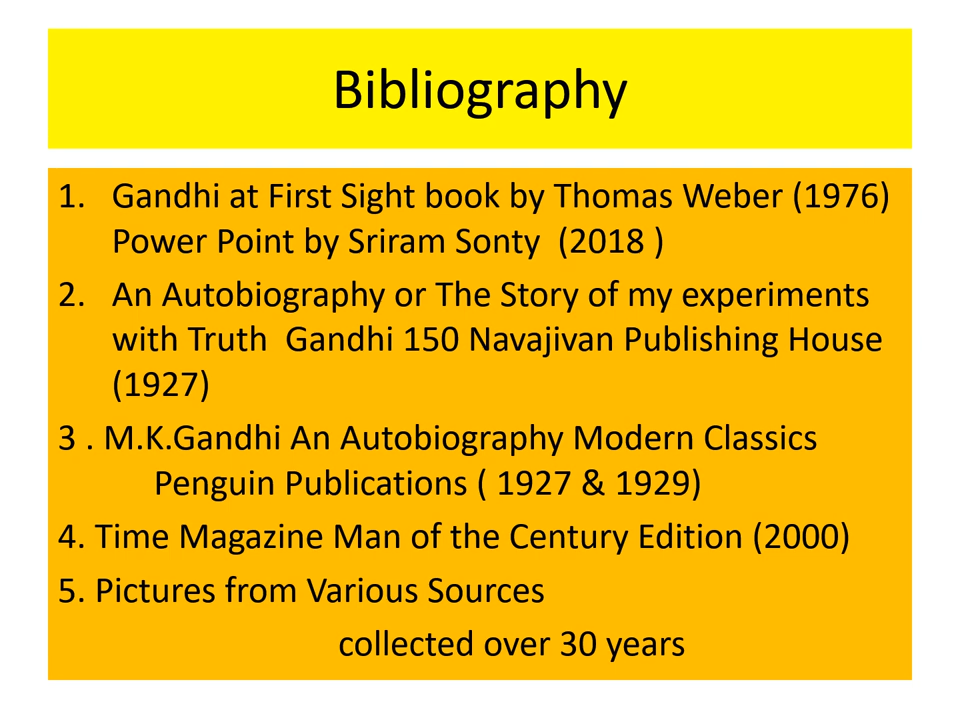 Bibliography
1. Gandhi at First Sight book by Thomas Weber (1976)
Power Point by Sriram Sonty (2018 )
2. An Autobiography or The Story of my experiments
with Truth Gandhi 150 Navajivan Publishing House
(1927)
3 . M.K.Gandhi An Autobiography Modern Classics
Penguin Publications ( 1927 & 1929)
4. Time Magazine Man of the Century Edition (2000)
5. Pictures from Various Sources
collected over 30 years